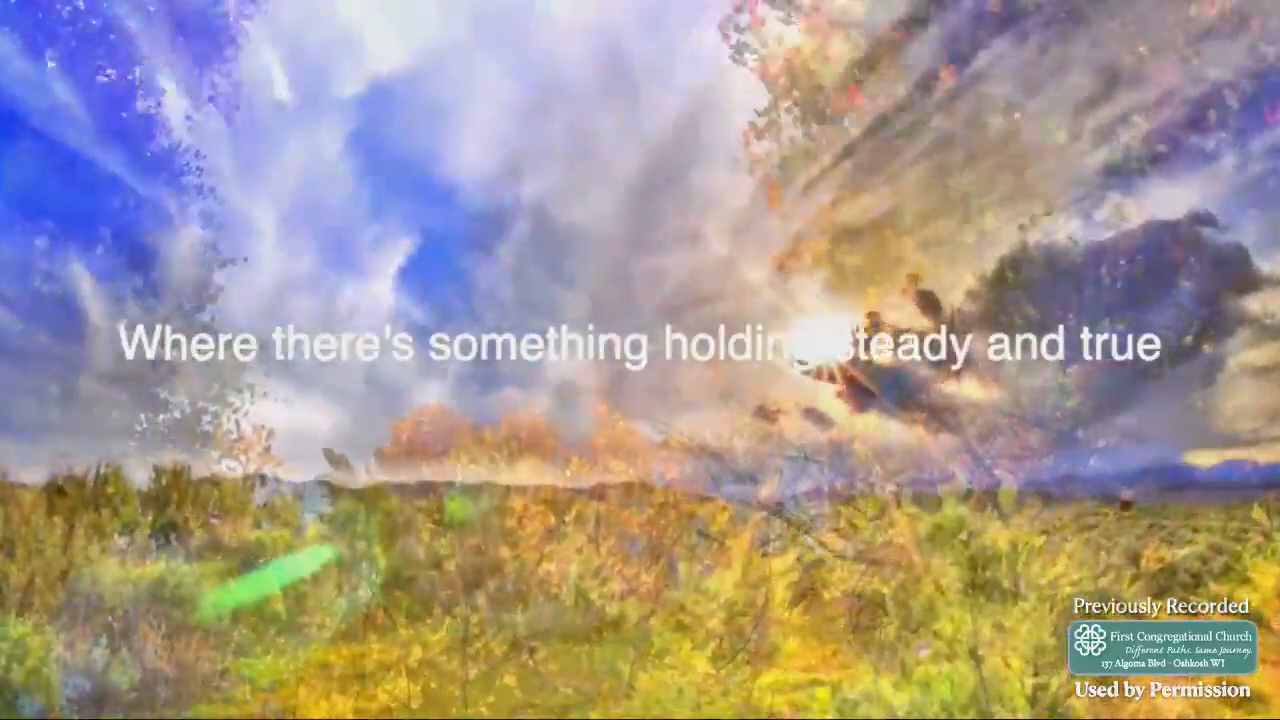 Where there's something holding steady and true
Previously Recorded
First Congregational Church
Different Paths. Same Journey.
137 Algoma Blvd - Oshkosh WI
Used by Permission